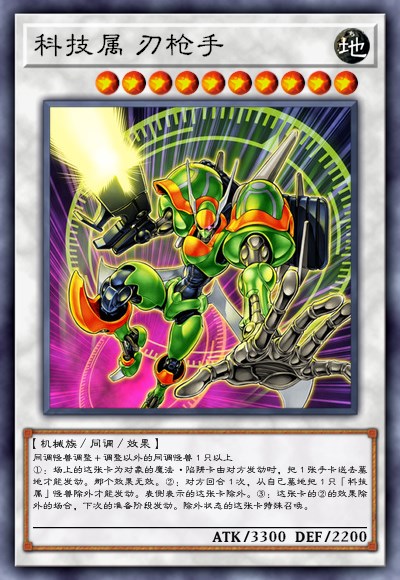 科技属 刃枪手
地
【机械族／同调／效果】
同调怪兽调整＋调整以外的同调怪兽1只以上
①：场上的这张卡为对象的魔法·陷阱卡由对方发动时，把1张手卡送去墓
地才能发动。那个效果无效。②：对方回合1次，从自己墓地把1只「科技
属」怪兽除外才能发动。表侧表示的这张卡除外。③：这张卡的②的效果除
外的场合，下次的准备阶段发动。除外状态的这张卡特殊召唤。
ATK/3300 DEF/2200